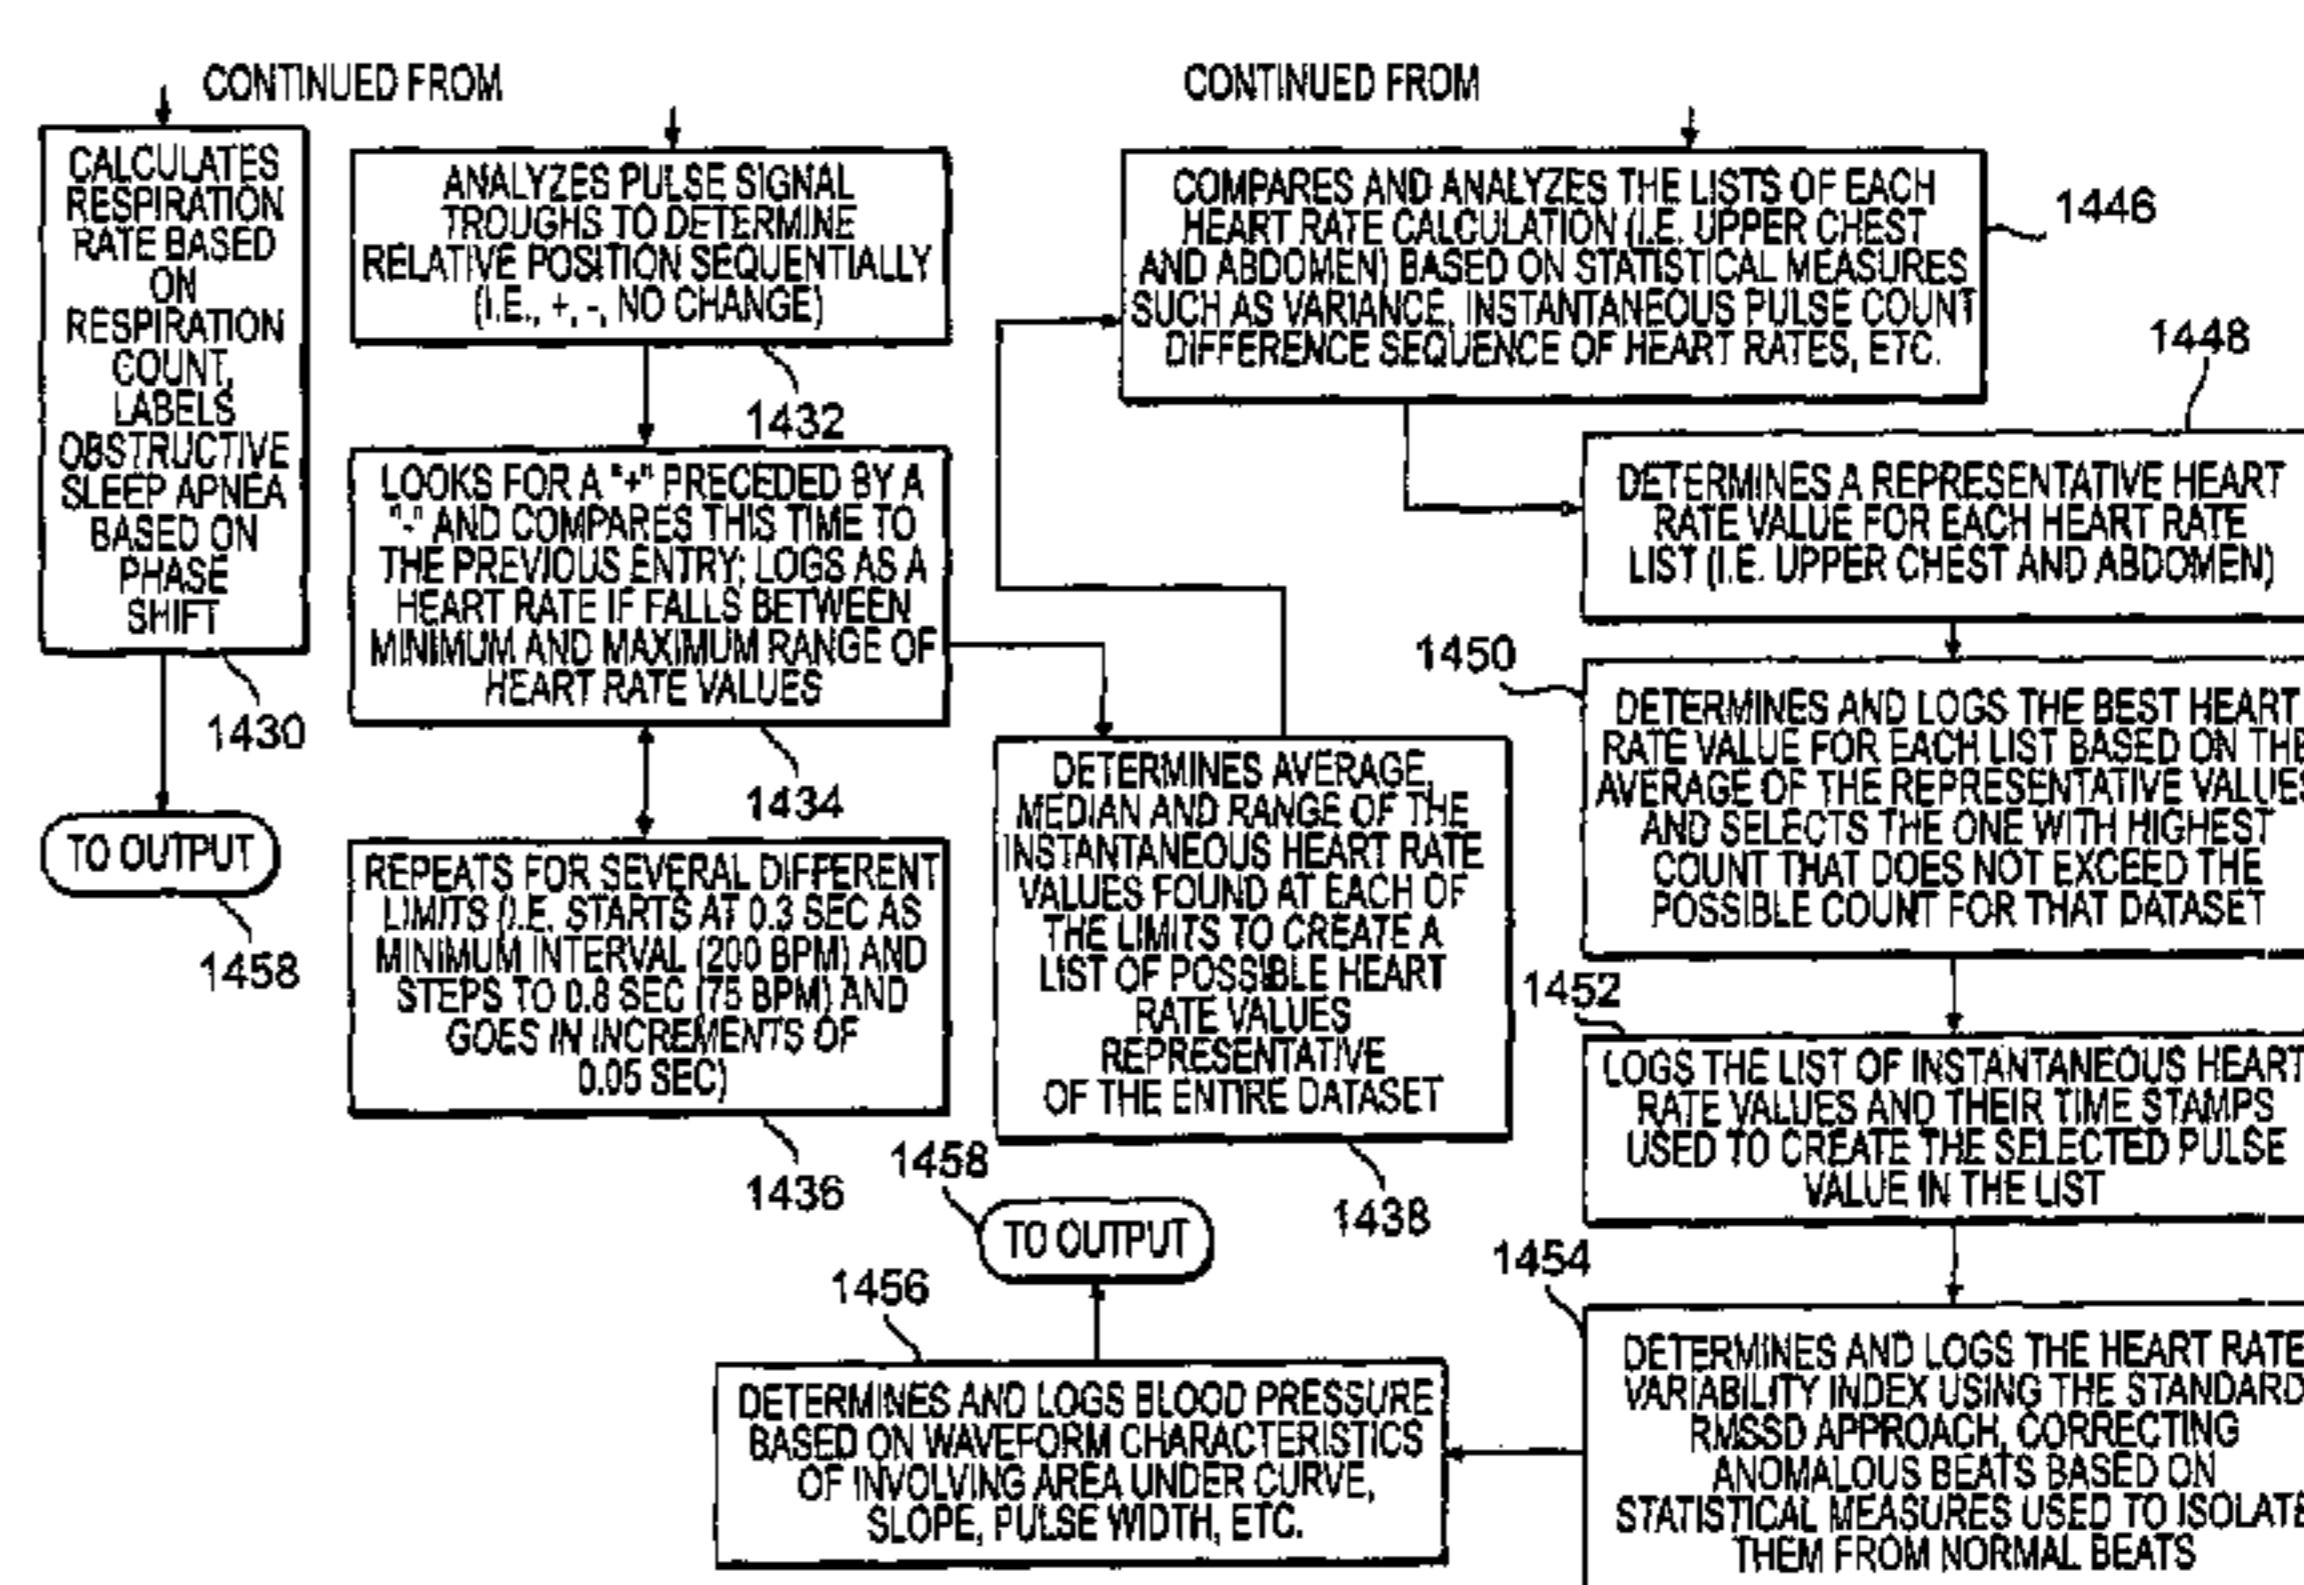 CONTINUED FROM
CALCULATES
RESPIRATION
RATE BASED
ON
RESPIRATION
COUNT,
LABELS
OBSTRUCTIVE
SLEEP APNEA
BASED ON
PHASE
SHIFT
1430
TO OUTPUT
1458
ANALYZES PULSE SIGNAL
TROUGHS TO DETERMINE
RELATIVE POSITION SEQUENTIALLY
(I.E., +, -, NO CHANGE)
1432
LOOKS FOR A "+" PRECEDED BY A
"-" AND COMPARES THIS TIME TO
THE PREVIOUS ENTRY; LOGS AS A
HEART RATE IF FALLS BETWEEN
MINIMUM AND MAXIMUM RANGE OF
HEART RATE VALUES
1434
REPEATS FOR SEVERAL DIFFERENT
LIMITS (I.E. STARTS AT 0.3 SEC AS
MINIMUM INTERVAL (200 BPM) AND
STEPS TO 0.8 SEC (75 BPM) AND
GOES IN INCREMENTS OF
0.05 SEC)
1436
DETERMINES AVERAGE,
MEDIAN AND RANGE OF THE
INSTANTANEOUS HEART RATE
VALUES FOUND AT EACH OF
THE LIMITS TO CREATE A
LIST OF POSSIBLE HEART
RATE VALUES
REPRESENTATIVE
OF THE ENTIRE DATASET
1438
CONTINUED FROM
COMPARES AND ANALYZES THE LISTS OF EACH
HEART RATE CALCULATION (I.E. UPPER CHEST
AND ABDOMEN) BASED ON STATISTICAL MEASURES
SUCH AS VARIANCE, INSTANTANEOUS PULSE COUNT
DIFFERENCE SEQUENCE OF HEART RATES, ETC.
1446
1448
DETERMINES A REPRESENTATIVE HEART
RATE VALUE FOR EACH HEART RATE
LIST (I.E. UPPER CHEST AND ABDOMEN)
1450
DETERMINES AND LOGS THE BEST HEART
RATE VALUE FOR EACH LIST BASED ON THE
AVERAGE OF THE REPRESENTATIVE VALUES
AND SELECTS THE ONE WITH HIGHEST
COUNT THAT DOES NOT EXCEED THE
POSSIBLE COUNT FOR THAT DATASET
1452
LOGS THE LIST OF INSTANTANEOUS HEART
RATE VALUES AND THEIR TIME STAMPS
USED TO CREATE THE SELECTED PULSE
VALUE IN THE LIST
1454
DETERMINES AND LOGS THE HEART RATE
VARIABILITY INDEX USING THE STANDARD
RMSSD APPROACH, CORRECTING
ANOMALOUS BEATS BASED ON
STATISTICAL MEASURES USED TO ISOLATE
THEM FROM NORMAL BEATS
1456
DETERMINES AND LOGS BLOOD PRESSURE
BASED ON WAVEFORM CHARACTERISTICS
OF INVOLVING AREA UNDER CURVE,
SLOPE, PULSE WIDTH, ETC.
1458
TO OUTPUT